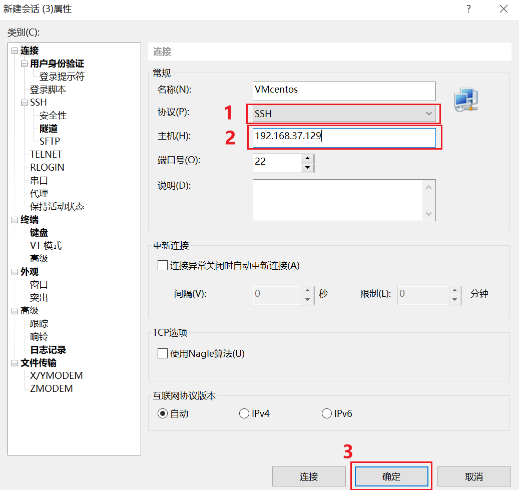 新建会话 (3)属性
?
类别(C):
连接
用户身份验证
登录提示符
登录脚本
SSH
安全性
隧道
SFTP
TELNET
RLOGIN
串口
代理
保持活动状态
终端
键盘
VT 模式
高级
外观
窗口
突出
高级
跟踪
响铃
日志记录
文件传输
X/YMODEM
ZMODEM
连接
常规
名称(N): VMcentos
1 协议(P): SSH
2 主机(H): 192.168.37.129
端口号(O): 22
说明(D):
重新连接
连接异常关闭时自动重新连接(A)
间隔(V): 0 秒 限制(L): 0 分钟
TCP选项
使用Nagle算法(U)
互联网协议版本
自动 IPv4 IPv6
3
连接 确定 取消